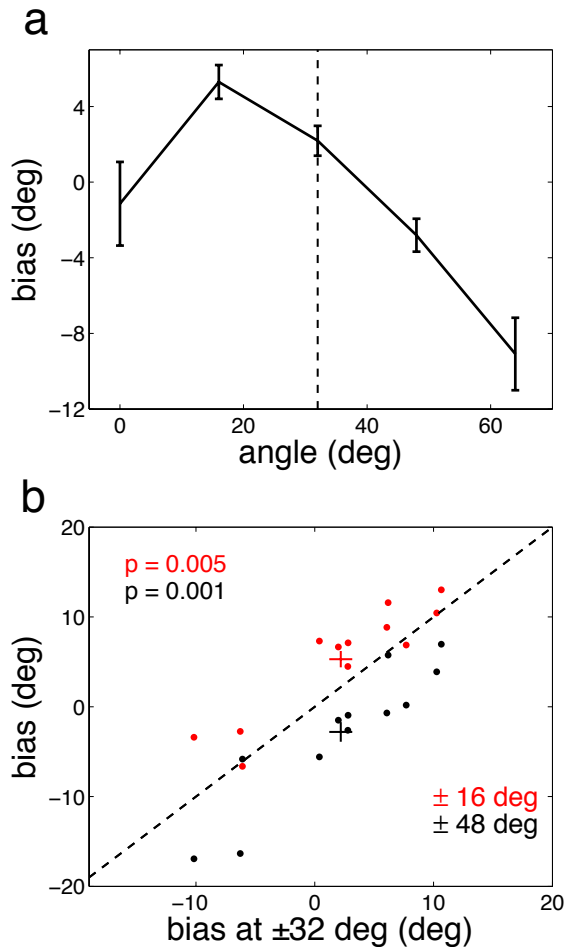 a
4
0
−4
−8
−12
bias (deg)
0 20 40 60
angle (deg)
b
20
10
0
−10
−20
bias (deg)
p = 0.005
p = 0.001
± 16 deg
± 48 deg
−10 0 10 20
bias at ±32 deg (deg)